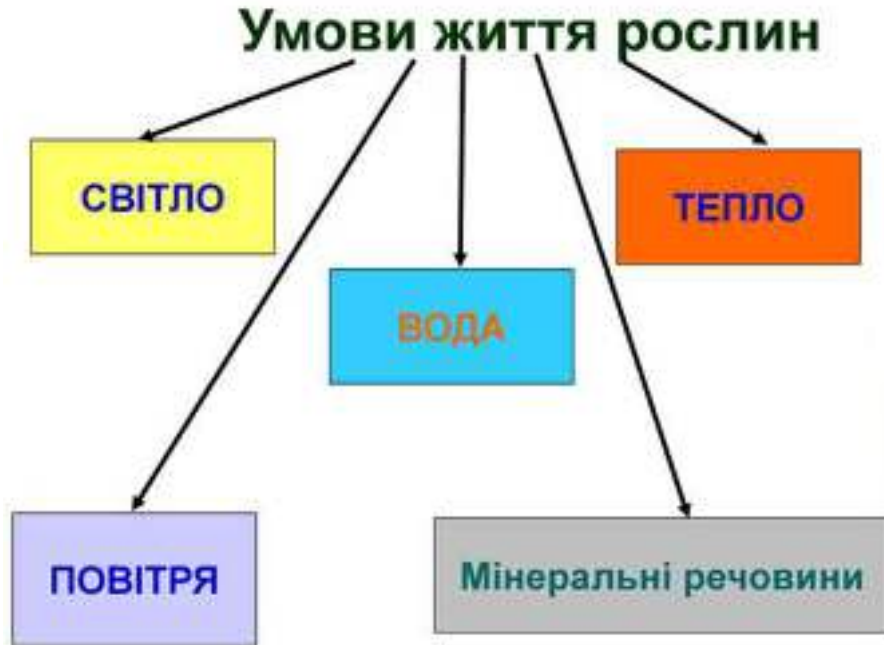 Умови життя рослин
СВІТЛО
ТЕПЛО
ВОДА
ПОВІТРЯ
Мінеральні речовини